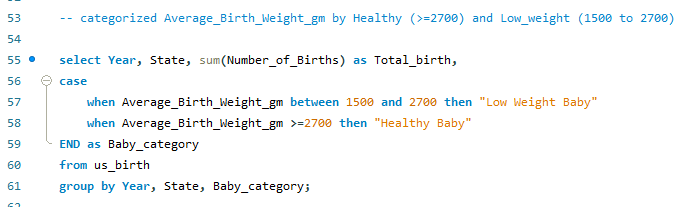 53 -- categorized Average_Birth_Weight_gm by Healthy (>=2700) and Low_weight (1500 to 2700)
54
55 select Year, State, sum(Number_of_Births) as Total_birth,
56 case
57 when Average_Birth_Weight_gm between 1500 and 2700 then "Low Weight Baby"
58 when Average_Birth_Weight_gm >=2700 then "Healthy Baby"
59 END as Baby_category
60 from us_birth
61 group by Year, State, Baby_category;